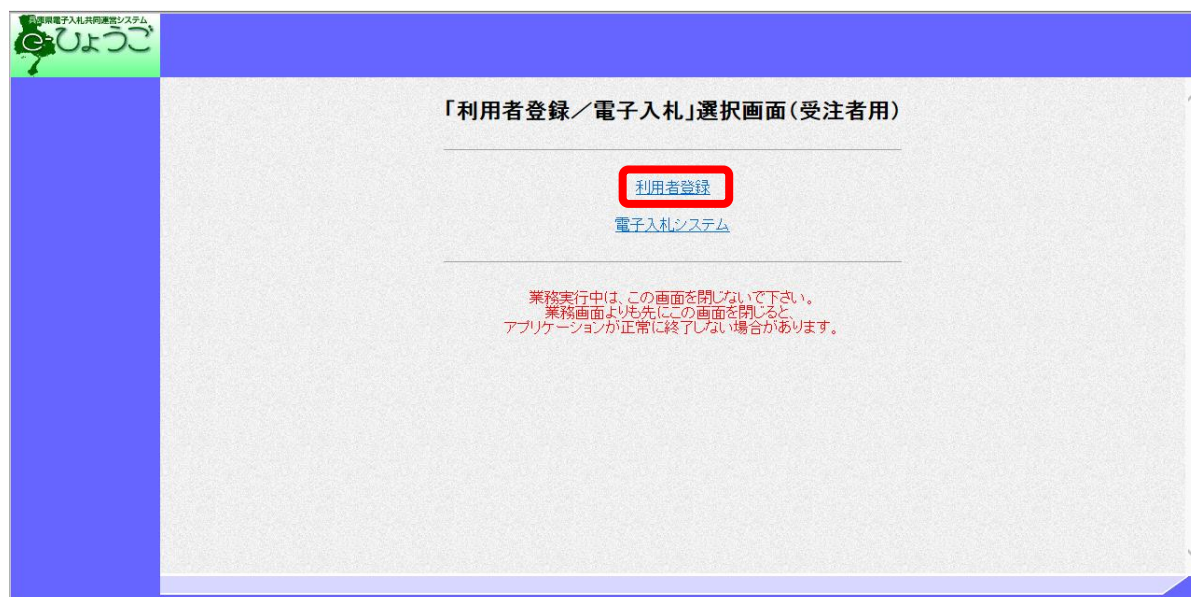 兵庫県電子入札共同運営システム
e-ひょうご
「利用者登録／電子入札」選択画面(受注者用)
利用者登録
電子入札システム
業務実行中は、この画面を閉じないで下さい。
業務画面よりも先にこの画面を閉じると、
アプリケーションが正常に終了しない場合があります。